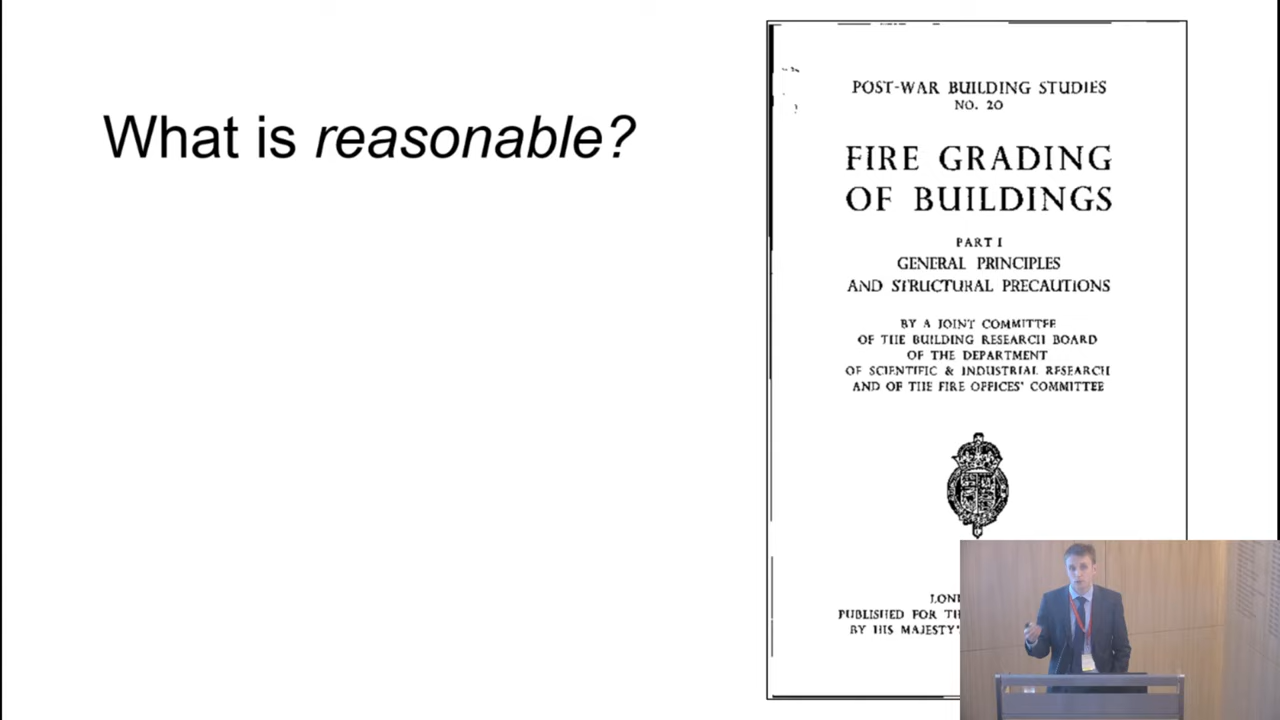 What is reasonable?
POST-WAR BUILDING STUDIES
NO. 20
FIRE GRADING
OF BUILDINGS
PART I
GENERAL PRINCIPLES
AND STRUCTURAL PRECAUTIONS
BY A JOINT COMMITTEE
OF THE BUILDING RESEARCH BOARD
OF THE DEPARTMENT
OF SCIENTIFIC & INDUSTRIAL RESEARCH
AND OF THE FIRE OFFICES' COMMITTEE
PUBLISHED FOR
BY HIS MAJESTY'